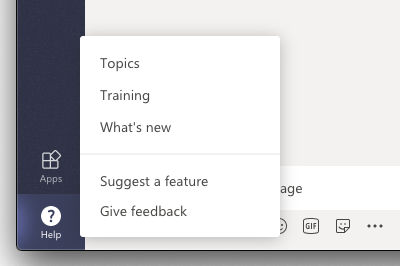 Topics
Training
What's new
Suggest a feature
Give feedback
Apps
Help
age
GIF